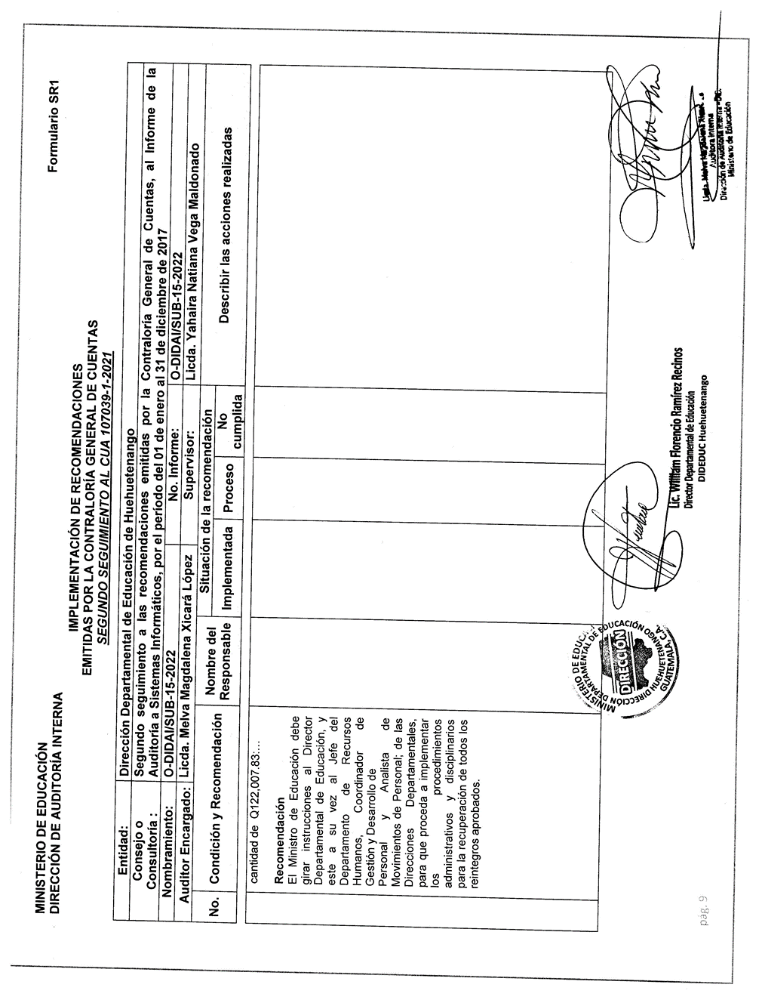 MINISTERIO DE EDUCACIÓN
DIRECCIÓN DE AUDITORÍA INTERNA
Formulario SR1
IMPLEMENTACIÓN DE RECOMENDACIONES
EMITIDAS POR LA CONTRALORÍA GENERAL DE CUENTAS
SEGUNDO SEGUIMIENTO AL CUA 107039-1-2021
Entidad: Dirección Departamental de Educación de Huehuetenango
Consejo o Consultoría : Segundo seguimiento a las recomendaciones emitidas por la Contraloría General de Cuentas, al Informe de la
Auditoría a Sistemas Informáticos, por el período del 01 de enero al 31 de diciembre de 2017
Nombramiento: O-DIDAI/SUB-15-2022 No. Informe: O-DIDAI/SUB-15-2022
Auditor Encargado: Licda. Melva Magdalena Xicará López Supervisor: Licda. Yahaira Natiana Vega Maldonado
No. Condición y Recomendación Nombre del Responsable Situación de la recomendación Describir las acciones realizadas
Implementada Proceso No cumplida
cantidad de Q122,007.83:...
Recomendación
El Ministro de Educación debe
girar instrucciones al Director
Departamental de Educación, y
este a su vez al Jefe del
Departamento de Recursos
Humanos, Coordinador de
Gestión y Desarrollo de
Personal y Analista de
Movimientos de Personal; de las
Direcciones Departamentales,
para que proceda a implementar
los procedimientos
administrativos y disciplinarios
para la recuperación de todos los
reintegros aprobados.
MINISTERIO DE EDUCA
DIRECCIÓN DEPARTAMENTAL DE EDUCACIÓN
DIRECCIÓN
HUEHUETENANGO
GUATEMALA, C.A.
Lic. William Florencio Ramírez Recinos
Director Departamental de Educación
DIDEDUC Huehuetenango
Licda. Melva Magdalena
Auditora Interna
Dirección de Auditoría Interna
Ministerio de Educación
pág. 9